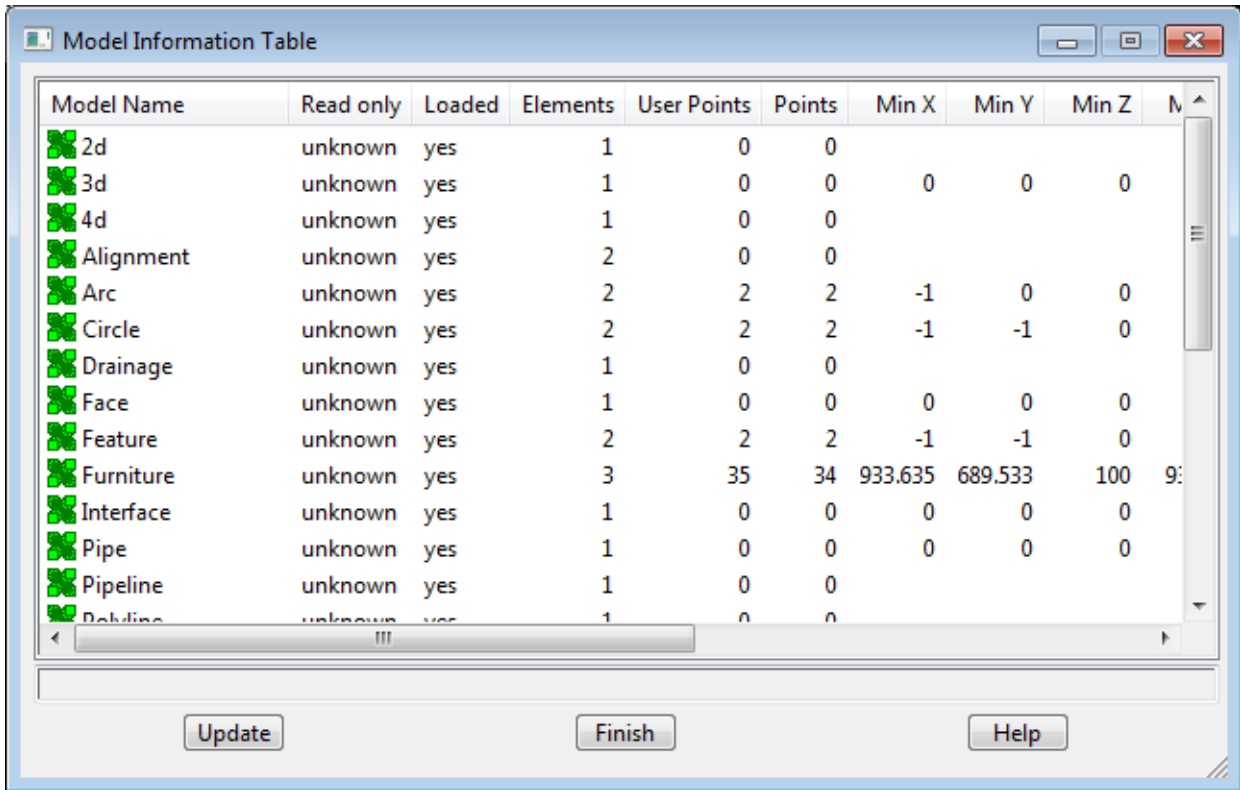 Model Information Table
Model Name Read only Loaded Elements User Points Points Min X Min Y Min Z
2d unknown yes 1 0 0
3d unknown yes 1 0 0 0 0 0
4d unknown yes 1 0 0
Alignment unknown yes 2 0 0
Arc unknown yes 2 2 2 -1 0 0
Circle unknown yes 2 2 2 -1 -1 0
Drainage unknown yes 1 0 0
Face unknown yes 1 0 0 0 0 0
Feature unknown yes 2 2 2 -1 -1 0
Furniture unknown yes 3 35 34 933.635 689.533 100
Interface unknown yes 1 0 0 0 0 0
Pipe unknown yes 1 0 0 0 0 0
Pipeline unknown yes 1 0 0
Polyline unknown yes 1 0 0
Update Finish Help